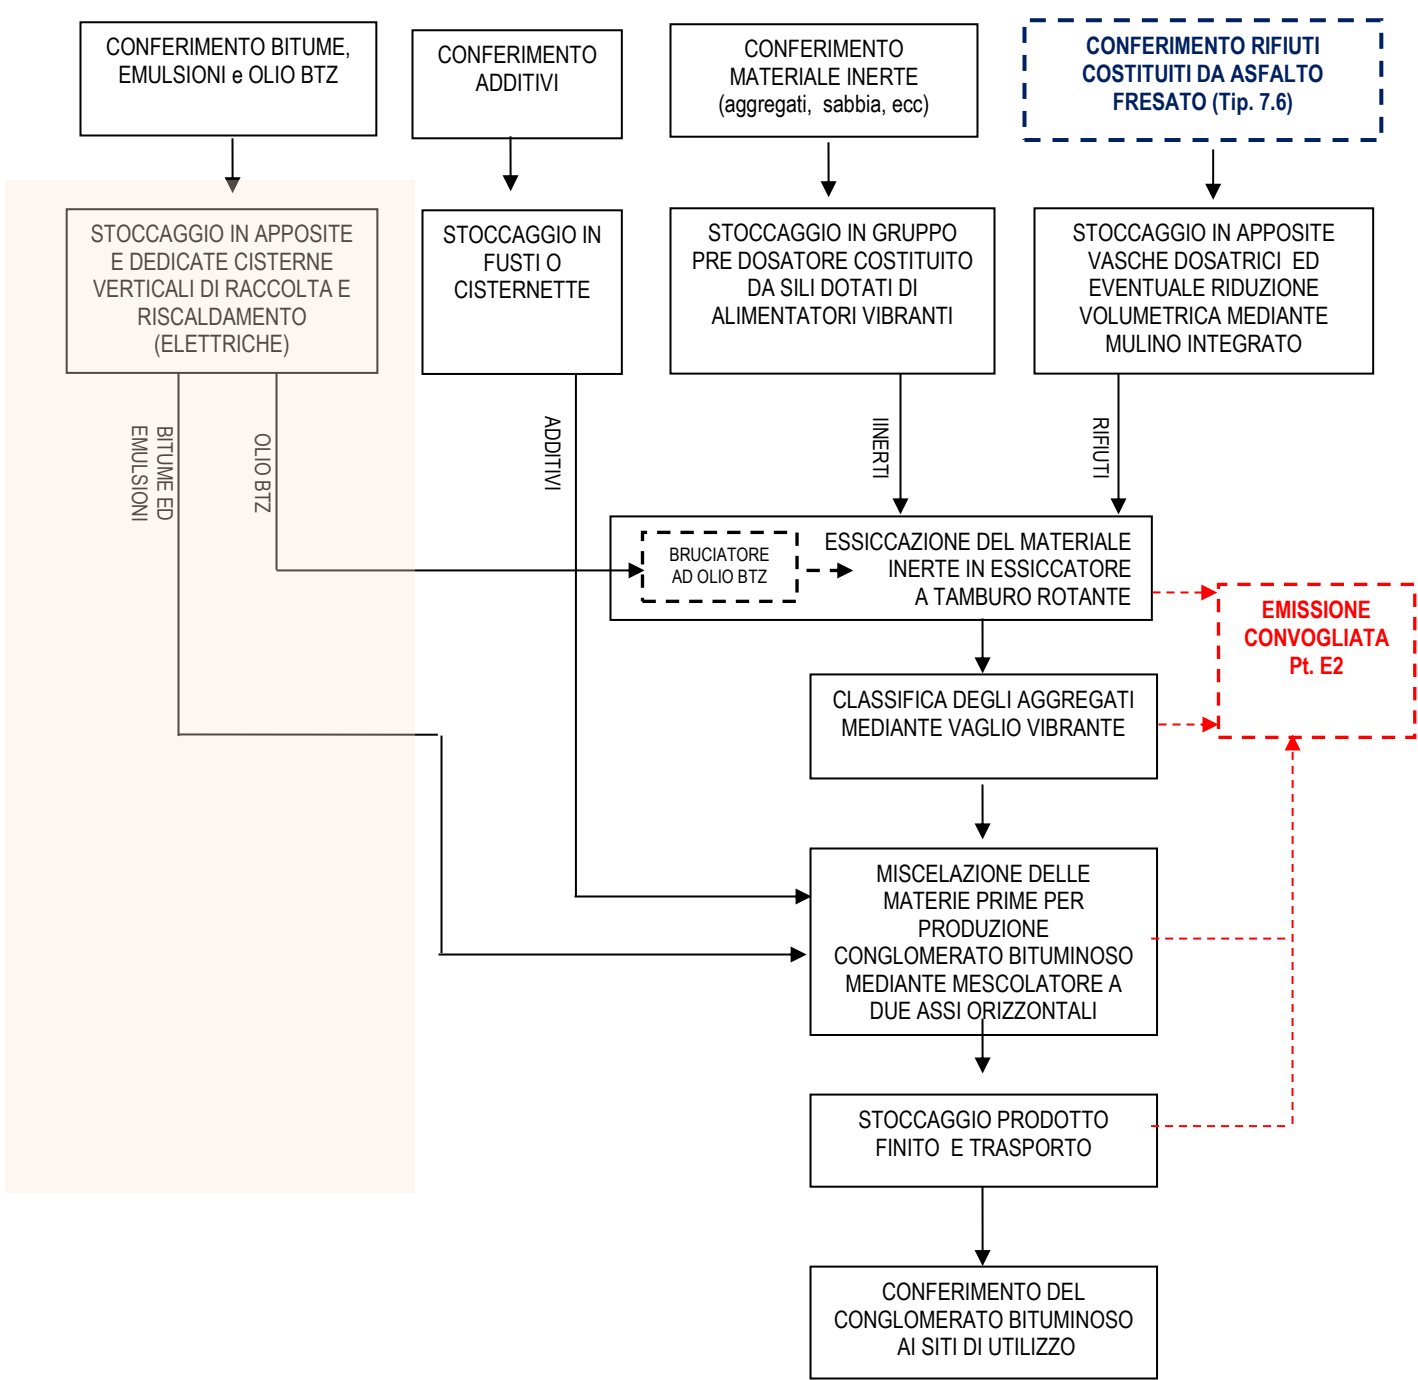 CONFERIMENTO BITUME,
EMULSIONI e OLIO BTZ
CONFERIMENTO
ADDITIVI
CONFERIMENTO
MATERIALE INERTE
(aggregati,  sabbia, ecc)
CONFERIMENTO RIFIUTI
COSTITUITI DA ASFALTO
FRESATO (Tip. 7.6)
STOCCAGGIO IN APPOSITE
E DEDICATE CISTERNE
VERTICALI DI RACCOLTA E
RISCALDAMENTO
(ELETTRICHE)
STOCCAGGIO IN
FUSTI O
CISTERNETTE
STOCCAGGIO IN GRUPPO
PRE DOSATORE COSTITUITO
DA SILI DOTATI DI
ALIMENTATORI VIBRANTI
STOCCAGGIO IN APPOSITE
VASCHE DOSATRICI  ED
EVENTUALE RIDUZIONE
VOLUMETRICA MEDIANTE
MULINO INTEGRATO
BITUME ED
EMULSIONI
OLIO BTZ
ADDITIVI
IINERTI
RIFIUTI
BRUCIATORE
AD OLIO BTZ
ESSICCAZIONE DEL MATERIALE
INERTE IN ESSICCATORE
A TAMBURO ROTANTE
EMISSIONE
CONVOGLIATA
Pt. E2
CLASSIFICA DEGLI AGGREGATI
MEDIANTE VAGLIO VIBRANTE
MISCELAZIONE DELLE
MATERIE PRIME PER
PRODUZIONE
CONGLOMERATO BITUMINOSO
MEDIANTE MESCOLATORE A
DUE ASSI ORIZZONTALI
STOCCAGGIO PRODOTTO
FINITO  E TRASPORTO
CONFERIMENTO DEL
CONGLOMERATO BITUMINOSO
AI SITI DI UTILIZZO